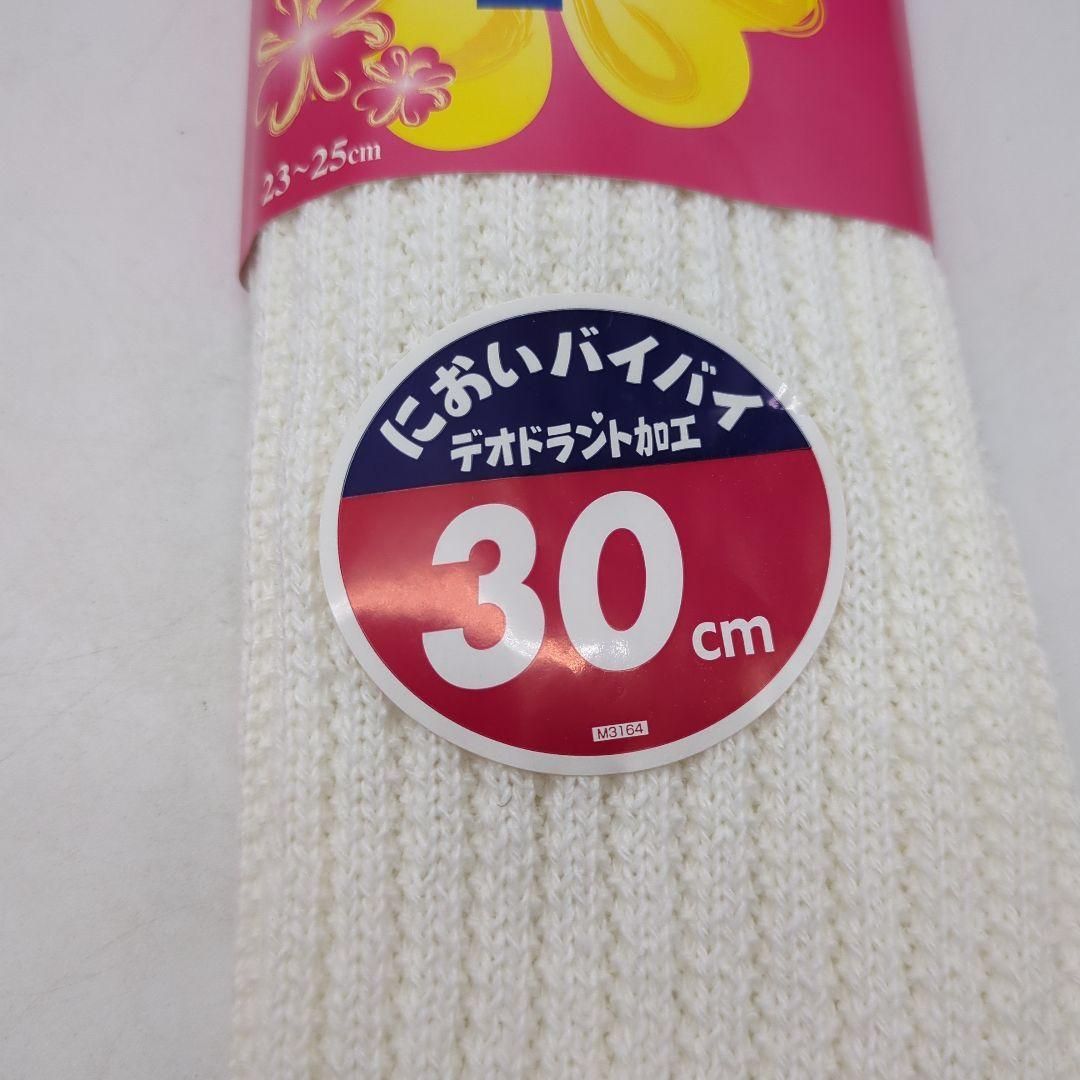 23~25cm
においバイバイ
デオドラント加工
30cm
M3164